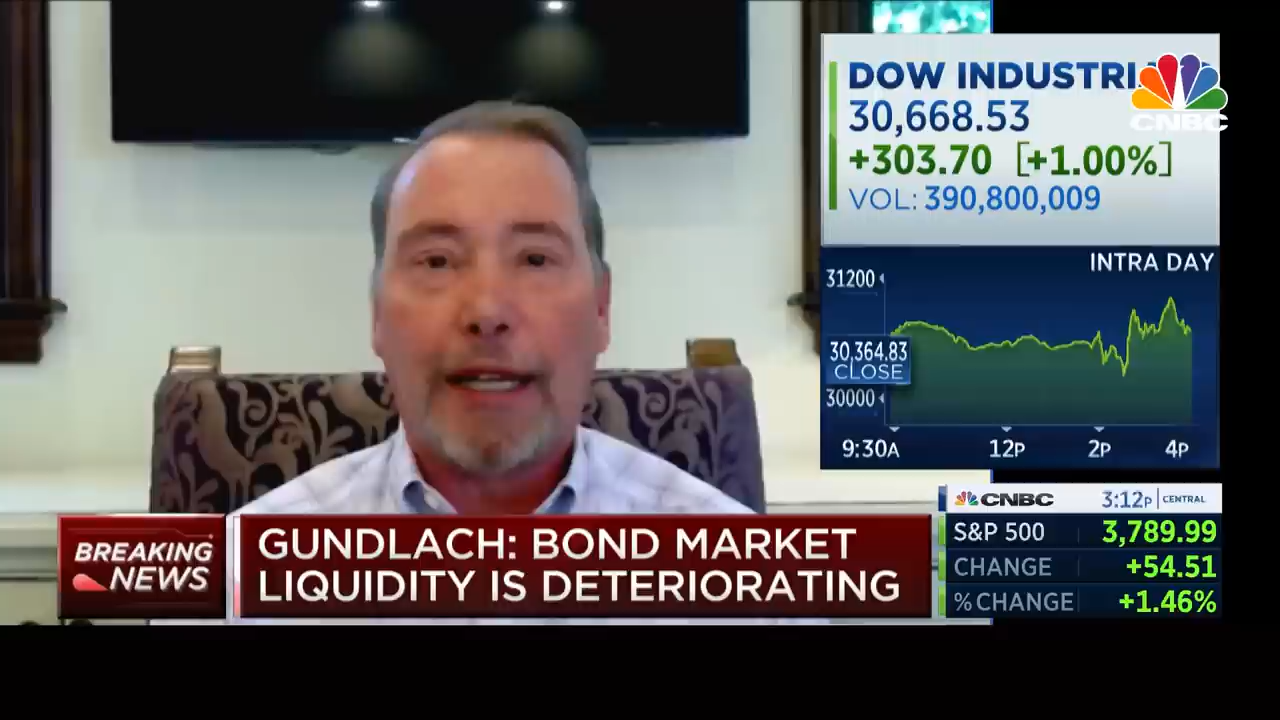 DOW INDUSTRI
CNBC
30,668.53
+303.70 [+1.00%]
VOL: 390,800,009
INTRA DAY
31200
30,364.83
CLOSE
30000
9:30A 12P 2P 4P
BREAKING
NEWS
GUNDLACH: BOND MARKET
LIQUIDITY IS DETERIORATING
CNBC 3:12P CENTRAL
S&P 500 3,789.99
CHANGE +54.51
% CHANGE +1.46%